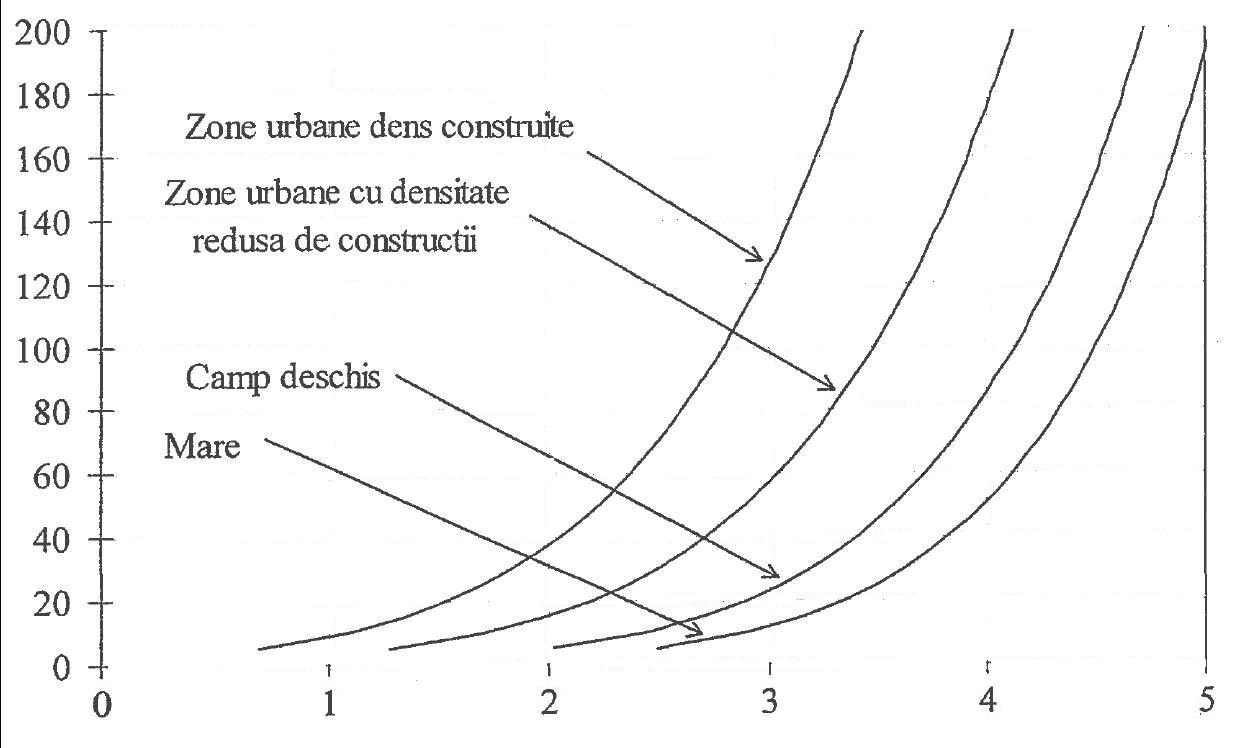 200
180
Zone urbane dens construite
160
Zone urbane cu densitate
redusa de constructii
140
120
100
Camp deschis
80
Mare
60
40
20
0
0 1 2 3 4 5